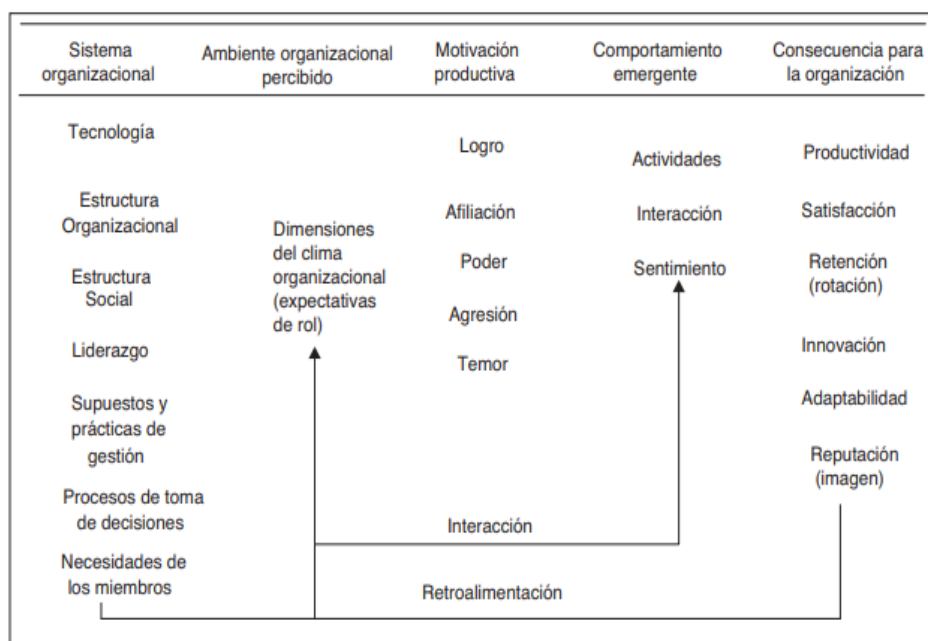 Sistema
organizacional
Ambiente organizacional
percibido
Motivación
productiva
Comportamiento
emergente
Consecuencia para
la organización
Tecnología
Estructura
Organizacional
Estructura
Social
Liderazgo
Supuestos y
prácticas de
gestión
Procesos de toma
de decisiones
Necesidades de
los miembros
Dimensiones
del clima
organizacional
(expectativas
de rol)
Logro
Afiliación
Poder
Agresión
Temor
Actividades
Interacción
Sentimiento
Productividad
Satisfacción
Retención
(rotación)
Innovación
Adaptabilidad
Reputación
(imagen)
Interacción
Retroalimentación